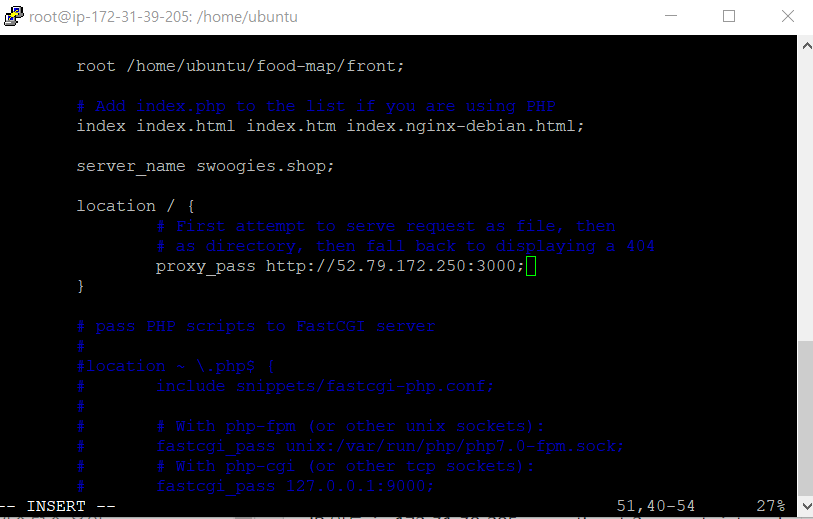 root@ip-172-31-39-205: /home/ubuntu
root /home/ubuntu/food-map/front;
# Add index.php to the list if you are using PHP
index index.html index.htm index.nginx-debian.html;
server_name swoogies.shop;
location / {
# First attempt to serve request as file, then
# as directory, then fall back to displaying a 404
proxy_pass http://52.79.172.250:3000;
}
# pass PHP scripts to FastCGI server
#
#location ~ \.php$ {
# include snippets/fastcgi-php.conf;
#
# # With php-fpm (or other unix sockets):
# fastcgi_pass unix:/var/run/php/php7.0-fpm.sock;
# # With php-cgi (or other tcp sockets):
# fastcgi_pass 127.0.0.1:9000;
-- INSERT -- 51,40-54 27%